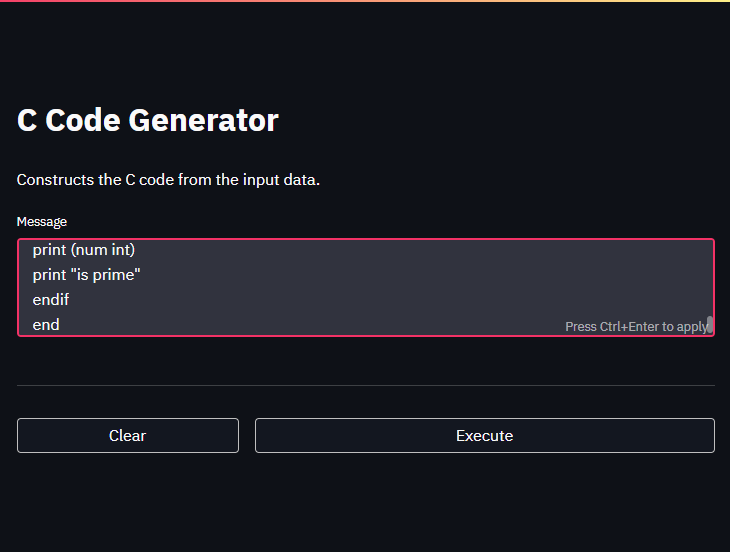 C Code Generator
Constructs the C code from the input data.
Message
print (num int)
print "is prime"
endif
end
Press Ctrl+Enter to apply
Clear
Execute